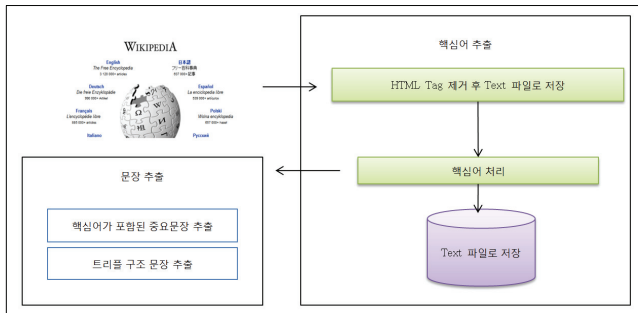 WIKIPEDIA
English
The Free Encyclopedia
日本語
フリー百科事典
Deutsch
Die freie Enzyklopädie
Español
La enciclopedia libre
Français
L'encyclopédie libre
Polski
Wolna encyklopedia
Italiano
Русский
핵심어 추출
HTML Tag 제거 후 Text 파일로 저장
핵심어 처리
Text 파일로 저장
문장 추출
핵심어가 포함된 중요문장 추출
트리플 구조 문장 추출